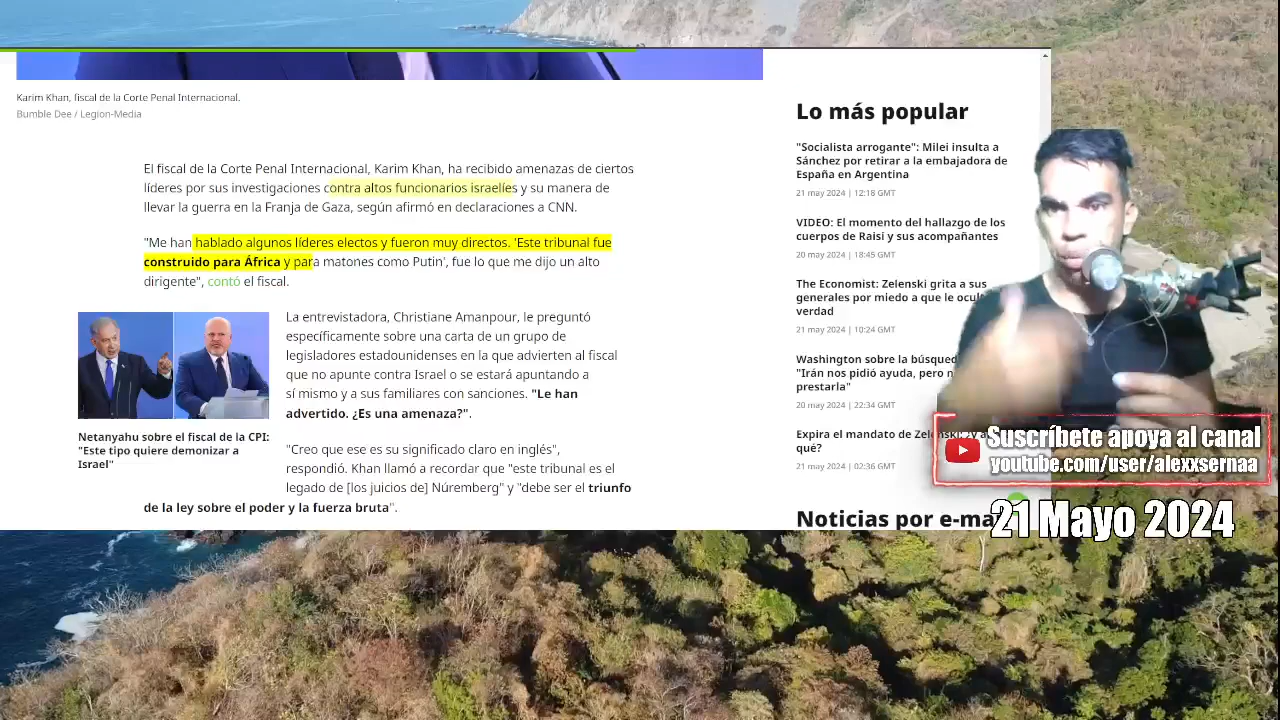 Karim Khan, fiscal de la Corte Penal Internacional.
Bumble Dee / Legion-Media
El fiscal de la Corte Penal Internacional, Karim Khan, ha recibido amenazas de ciertos
líderes por sus investigaciones contra altos funcionarios israelíes y su manera de
llevar la guerra en la Franja de Gaza, según afirmó en declaraciones a CNN.
"Me han hablado algunos líderes electos y fueron muy directos. 'Este tribunal fue
construido para África y para matones como Putin', fue lo que me dijo un alto
dirigente", contó el fiscal.
La entrevistadora, Christiane Amanpour, le preguntó
específicamente sobre una carta de un grupo de
legisladores estadounidenses en la que advierten al fiscal
que no apunte contra Israel o se estará apuntando a
sí mismo y a sus familiares con sanciones. "Le han
advertido. ¿Es una amenaza?".
Netanyahu sobre el fiscal de la CPI:
"Este tipo quiere demonizar a
Israel"
"Creo que ese es su significado claro en inglés",
respondió. Khan llamó a recordar que "este tribunal es el
legado de [los juicios de] Núremberg" y "debe ser el triunfo
de la ley sobre el poder y la fuerza bruta".
Lo más popular
"Socialista arrogante": Milei insulta a
Sánchez por retirar a la embajadora de
España en Argentina
21 may 2024 | 12:18 GMT
VIDEO: El momento del hallazgo de los
cuerpos de Raisi y sus acompañantes
20 may 2024 | 18:45 GMT
The Economist: Zelenski grita a sus
generales por miedo a que le ocul
verdad
21 may 2024 | 10:24 GMT
Washington sobre la búsqued
"Irán nos pidió ayuda, pero n
prestarla"
20 may 2024 | 22:34 GMT
Expira el mandato de Zelenski: ¿y a
qué?
21 may 2024 | 02:36 GMT
Noticias por e-ma
Suscríbete apoya al canal
youtube.com/user/alexxsernaa
21 Mayo 2024